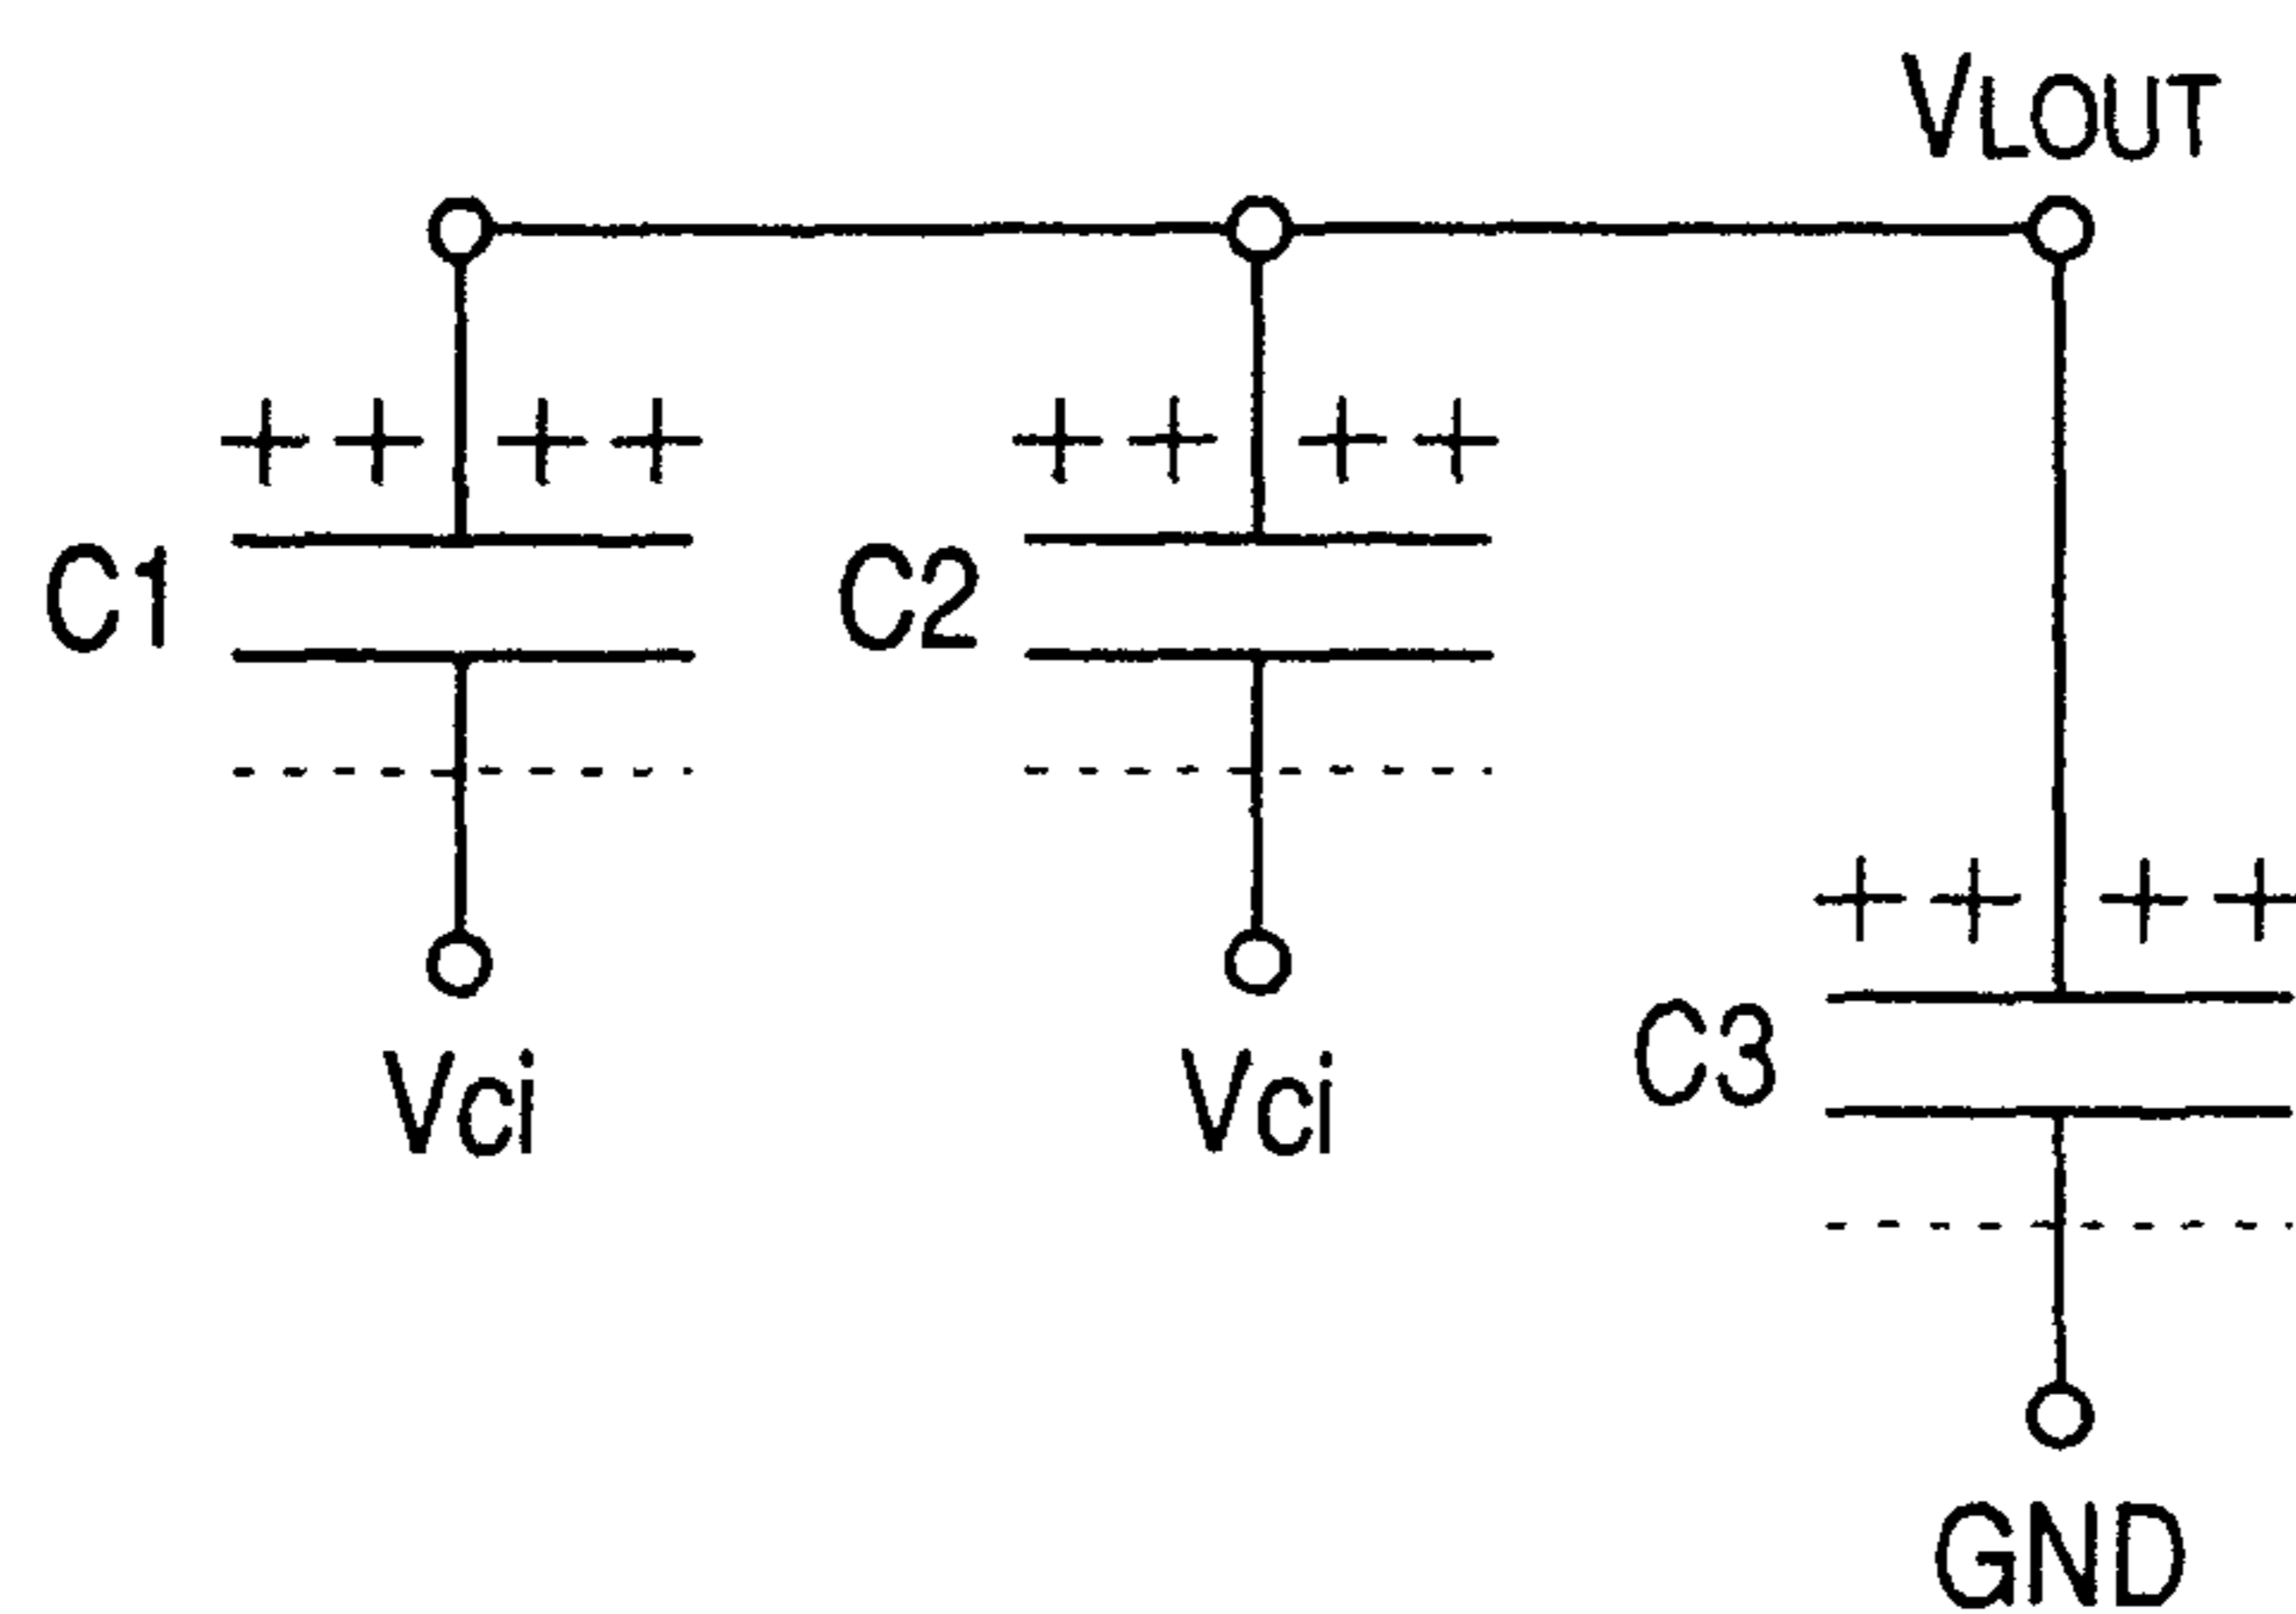 VLOUT
+ + + +
+ + + +
C1
C2
+ + + +
C3
Vci
Vci
GND